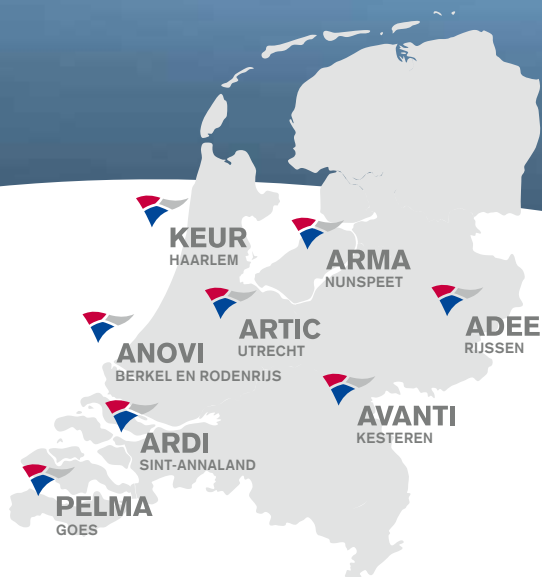 KEUR
HAARLEM
ARMA
NUNSPEET
ARTIC
UTRECHT
ADEE
RIJSSEN
ANOVI
BERKEL EN RODENRIJS
AVANTI
KESTEREN
ARDI
SINT-ANNALAND
PELMA
GOES